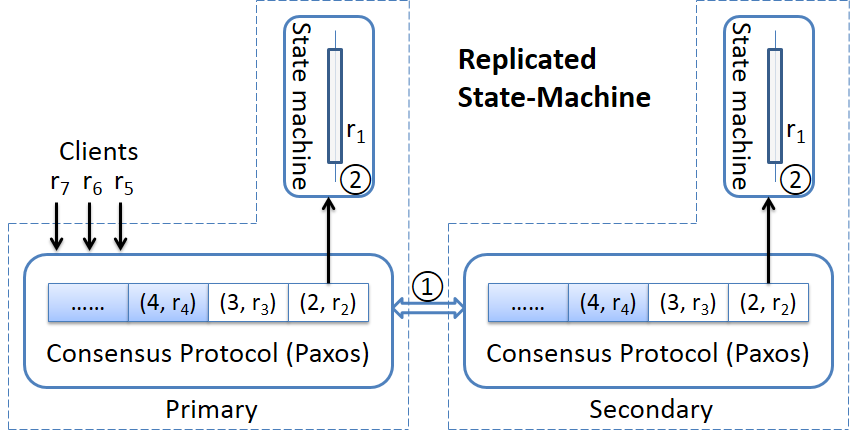 Replicated
State-Machine
Clients
r7 r6 r5
State machine
r1
②
…… (4, r4) (3, r3) (2, r2)
Consensus Protocol (Paxos)
Primary
①
State machine
r1
②
…… (4, r4) (3, r3) (2, r2)
Consensus Protocol (Paxos)
Secondary